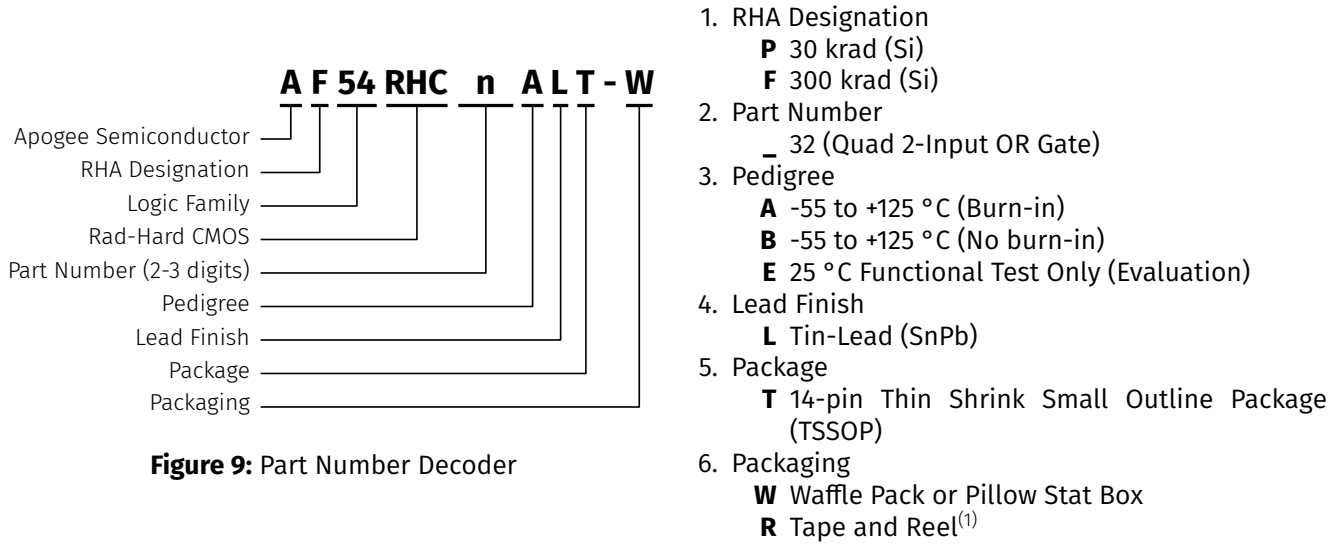 A F 54 RHC n A L T - W
Apogee Semiconductor
RHA Designation
Logic Family
Rad-Hard CMOS
Part Number (2-3 digits)
Pedigree
Lead Finish
Package
Packaging
Figure 9: Part Number Decoder
1. RHA Designation
P 30 krad (Si)
F 300 krad (Si)
2. Part Number
_ 32 (Quad 2-Input OR Gate)
3. Pedigree
A -55 to +125 °C (Burn-in)
B -55 to +125 °C (No burn-in)
E 25 °C Functional Test Only (Evaluation)
4. Lead Finish
L Tin-Lead (SnPb)
5. Package
T 14-pin Thin Shrink Small Outline Package
(TSSOP)
6. Packaging
W Waffle Pack or Pillow Stat Box
R Tape and Reel(1)